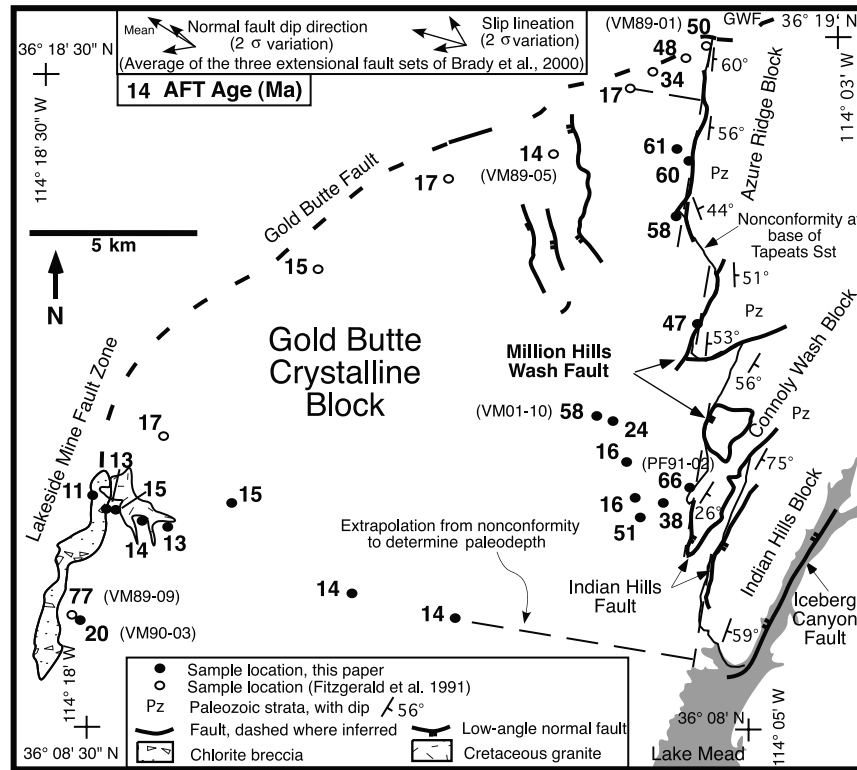 36° 18' 30" N
Mean
Normal fault dip direction
(2 σ variation)
Slip lineation
(2 σ variation)
(Average of the three extensional fault sets of Brady et al., 2000)
14 AFT Age (Ma)
(VM89-01)
50
GWF
36° 19' N
114° 03' W
114° 18' 30" W
48
34
17
60°
Azure Ridge Block
56°
61
60
Pz
14
(VM89-05)
17
Gold Butte Fault
44°
58
Nonconformity at
base of
Tapeats Sst
5 km
N
15
51°
Pz
47
53°
Gold Butte
Crystalline
Block
Million Hills
Wash Fault
56°
Connoly Wash Block
Pz
58
(VM01-10)
24
16
(PF91-02)
66
75°
26°
16
51
38
Lakeside Mine Fault Zone
17
13
11
15
14
13
15
Extrapolation from nonconformity
to determine paleodepth
Indian Hills Block
Indian Hills
Fault
Iceberg
Canyon
Fault
77
(VM89-09)
20
(VM90-03)
14
14
59°
114° 18' W
36° 08' 30" N
Sample location, this paper
Sample location (Fitzgerald et al. 1991)
Pz
Paleozoic strata, with dip
56°
Fault, dashed where inferred
Low-angle normal fault
Chlorite breccia
Cretaceous granite
36° 08' N
114° 05' W
Lake Mead